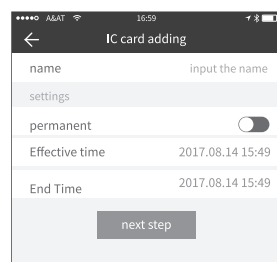 A&AT 16:59
IC card adding
name input the name
settings
permanent
Effective time 2017.08.14 15:49
End Time 2017.08.14 15:49
next step